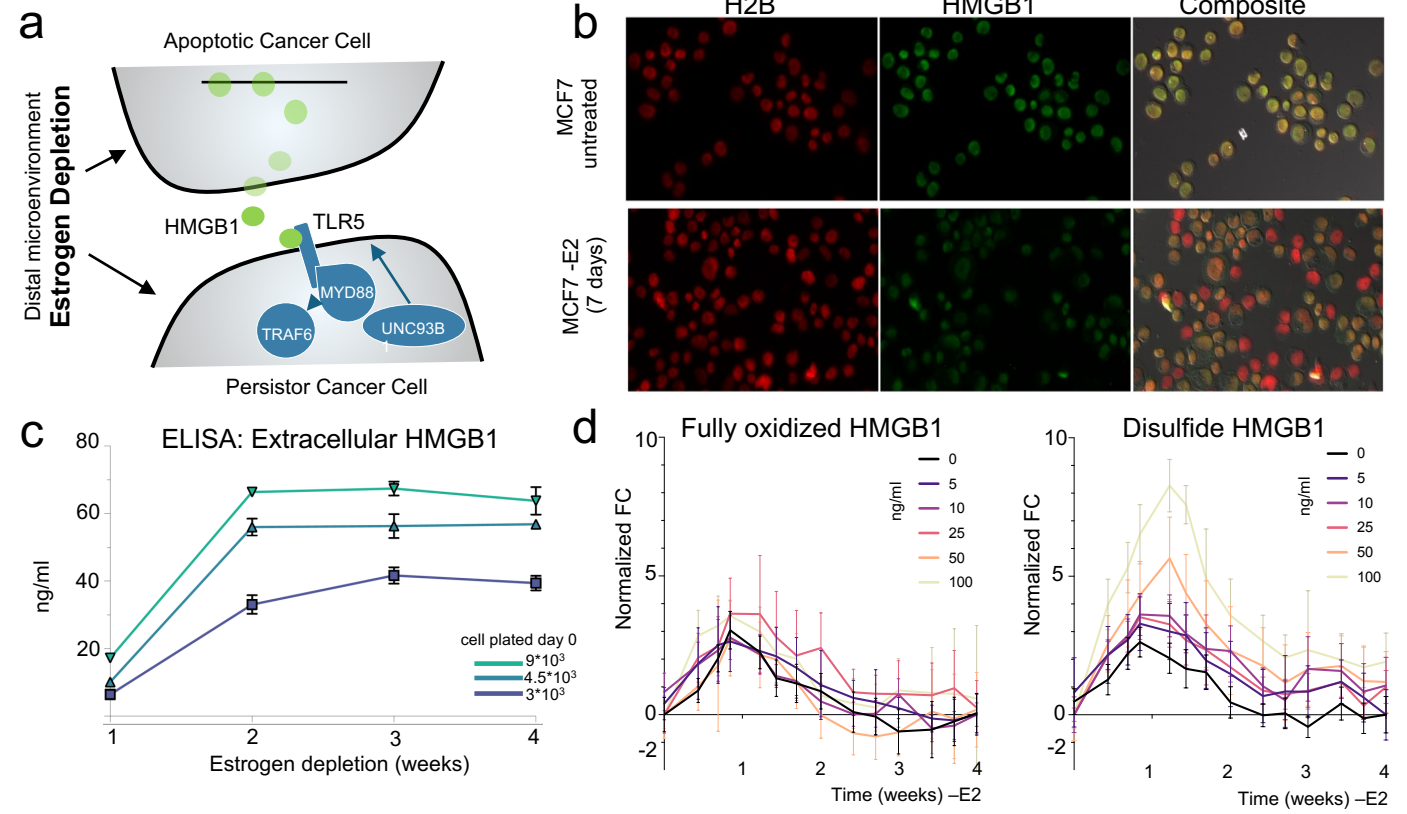 a
Apoptotic Cancer Cell
Distal microenvironment
Estrogen Depletion
HMGB1
TLR5
MYD88
TRAF6
UNC93B
1
Persistor Cancer Cell
b
H2B
HMGB1
Composite
MCF7
untreated
MCF7 -E2
(7 days)
c
ELISA: Extracellular HMGB1
80
60
40
20
ng/ml
cell plated day 0
9*10³
4.5*10³
3*10³
1
2
3
4
Estrogen depletion (weeks)
d
Fully oxidized HMGB1
10
5
0
-2
Normalized FC
ng/ml
0
5
10
25
50
100
1
2
3
4
Time (weeks) –E2
Disulfide HMGB1
10
5
0
-2
Normalized FC
ng/ml
0
5
10
25
50
100
1
2
3
4
Time (weeks) –E2